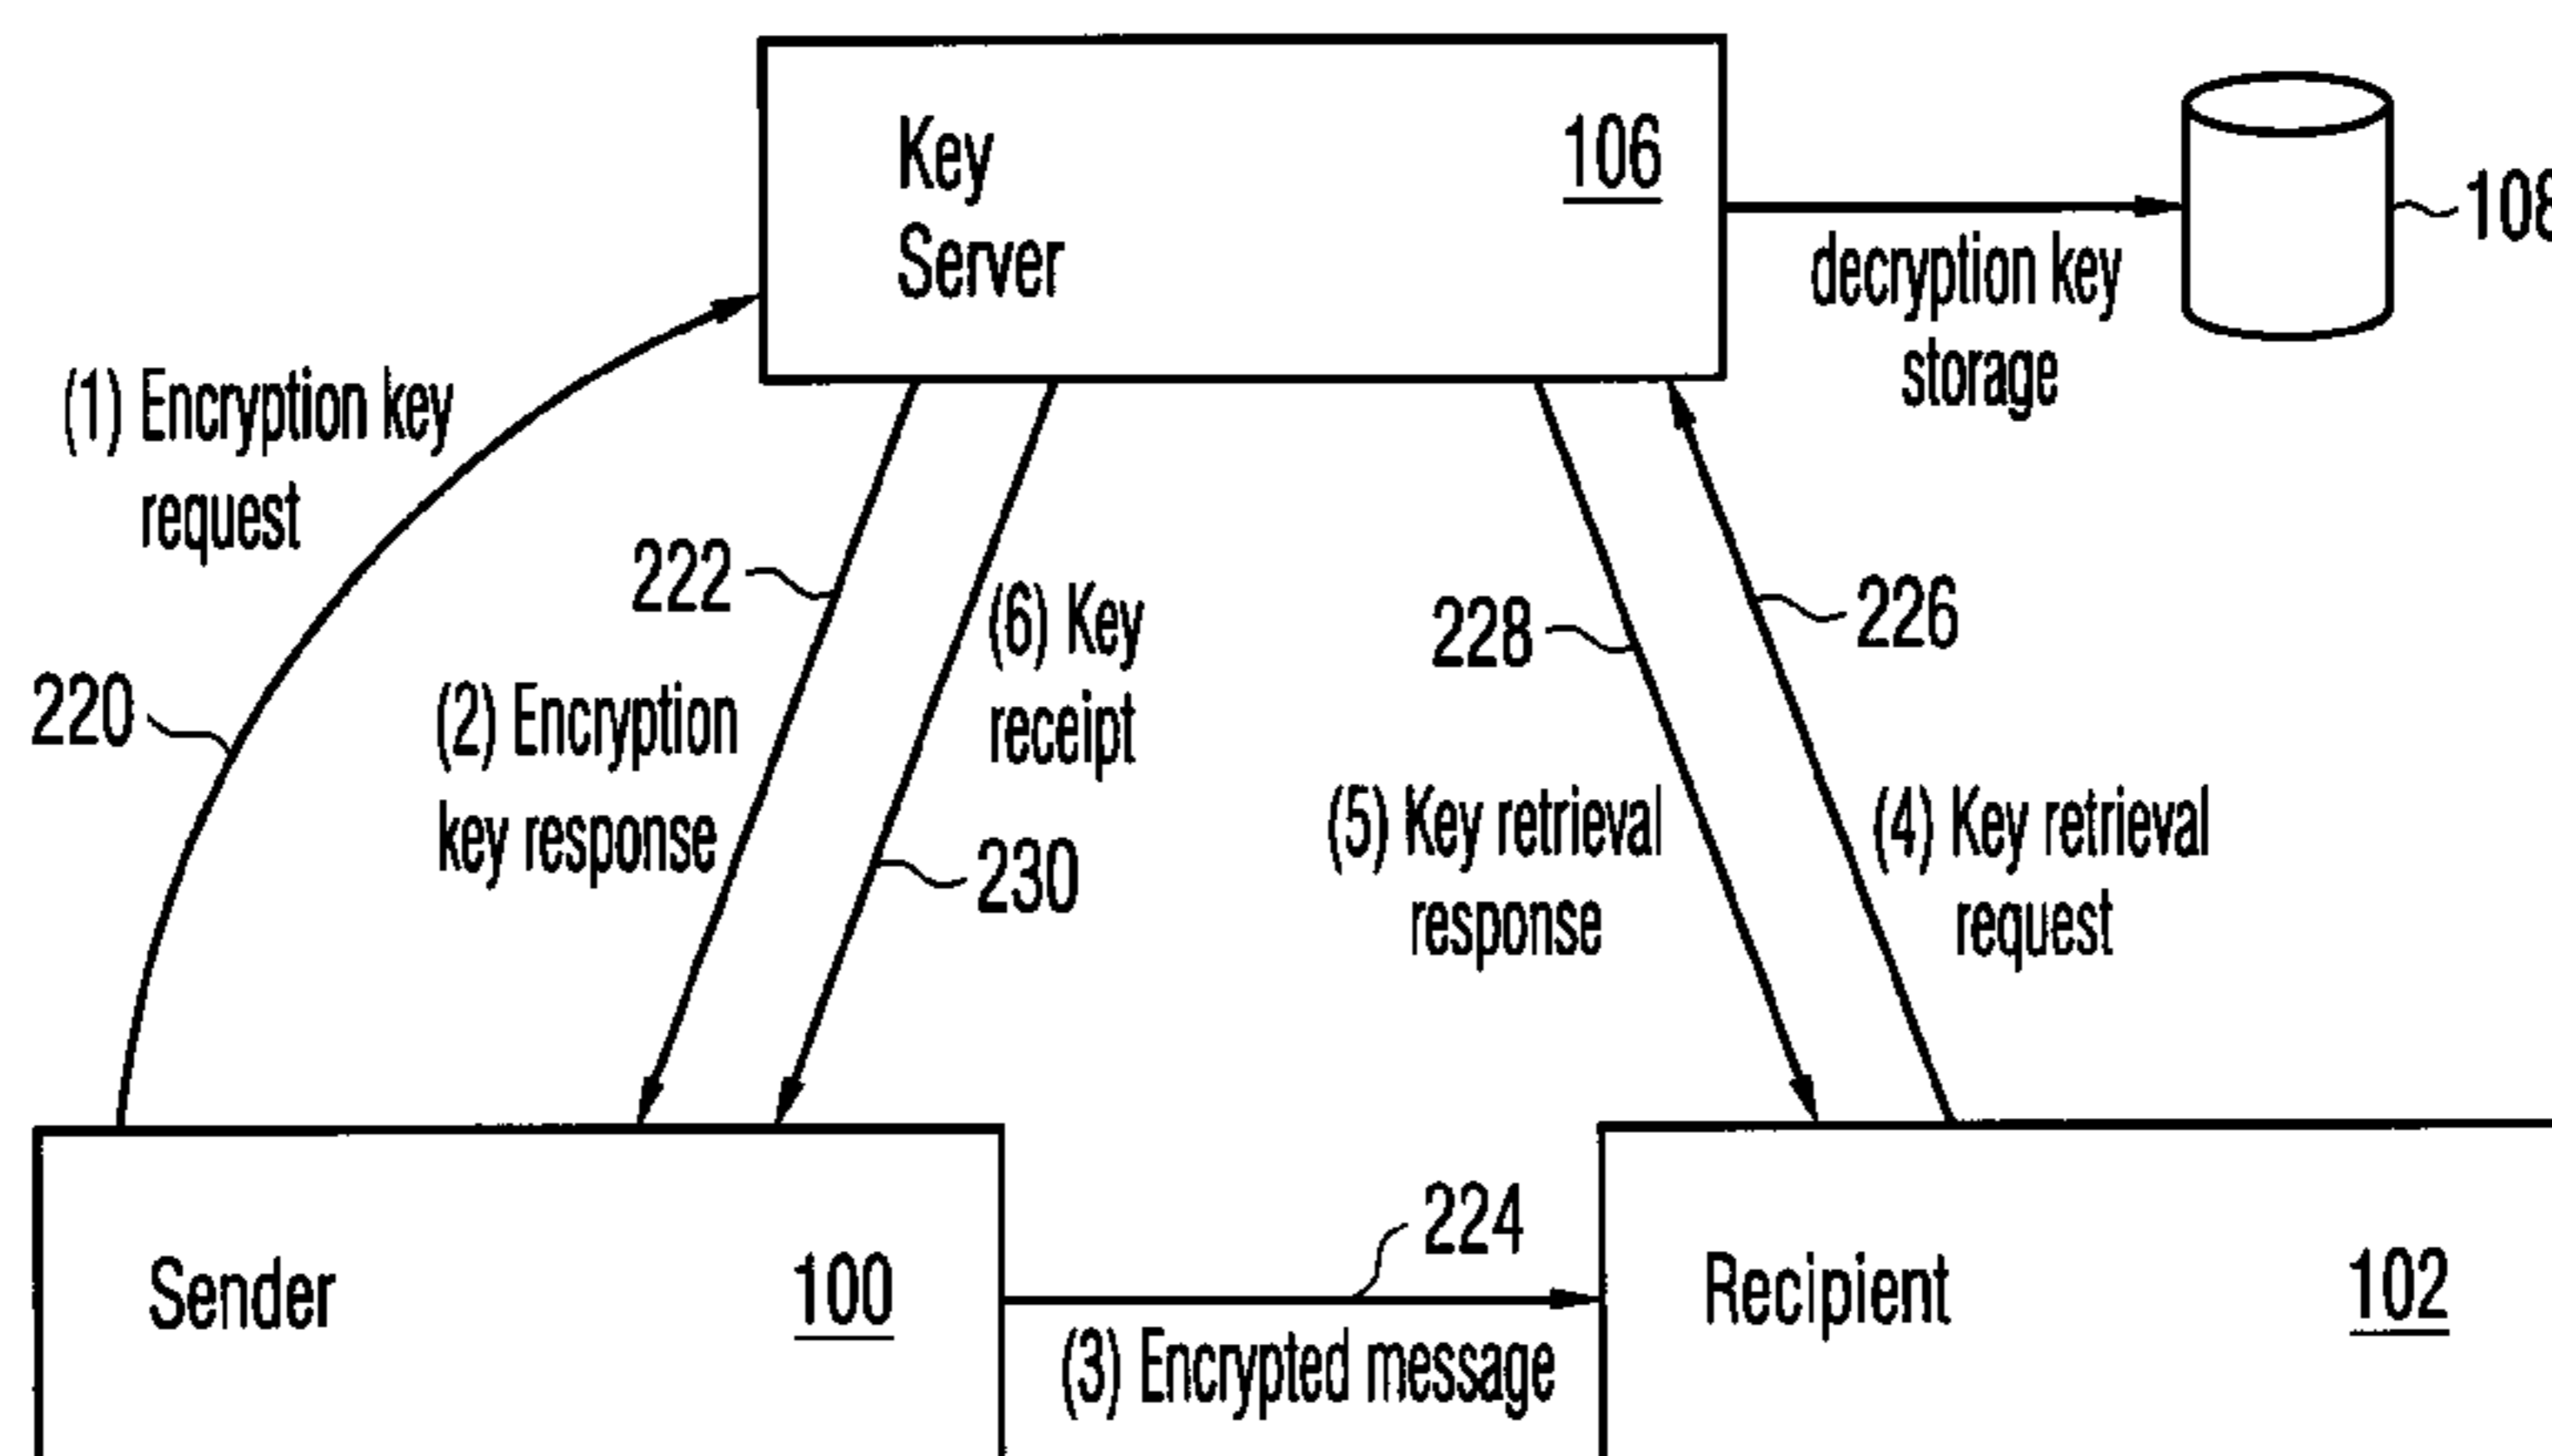 Key
Server
106
108
decryption key
storage
(1) Encryption key
request
220
222
(2) Encryption
key response
(6) Key
receipt
230
228
226
(5) Key retrieval
response
(4) Key retrieval
request
Sender
100
224
(3) Encrypted message
Recipient
102